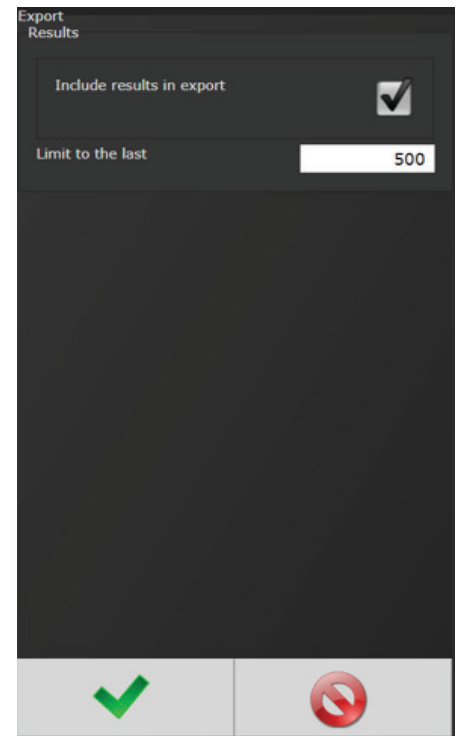 Export
Results
Include results in export
Limit to the last
500